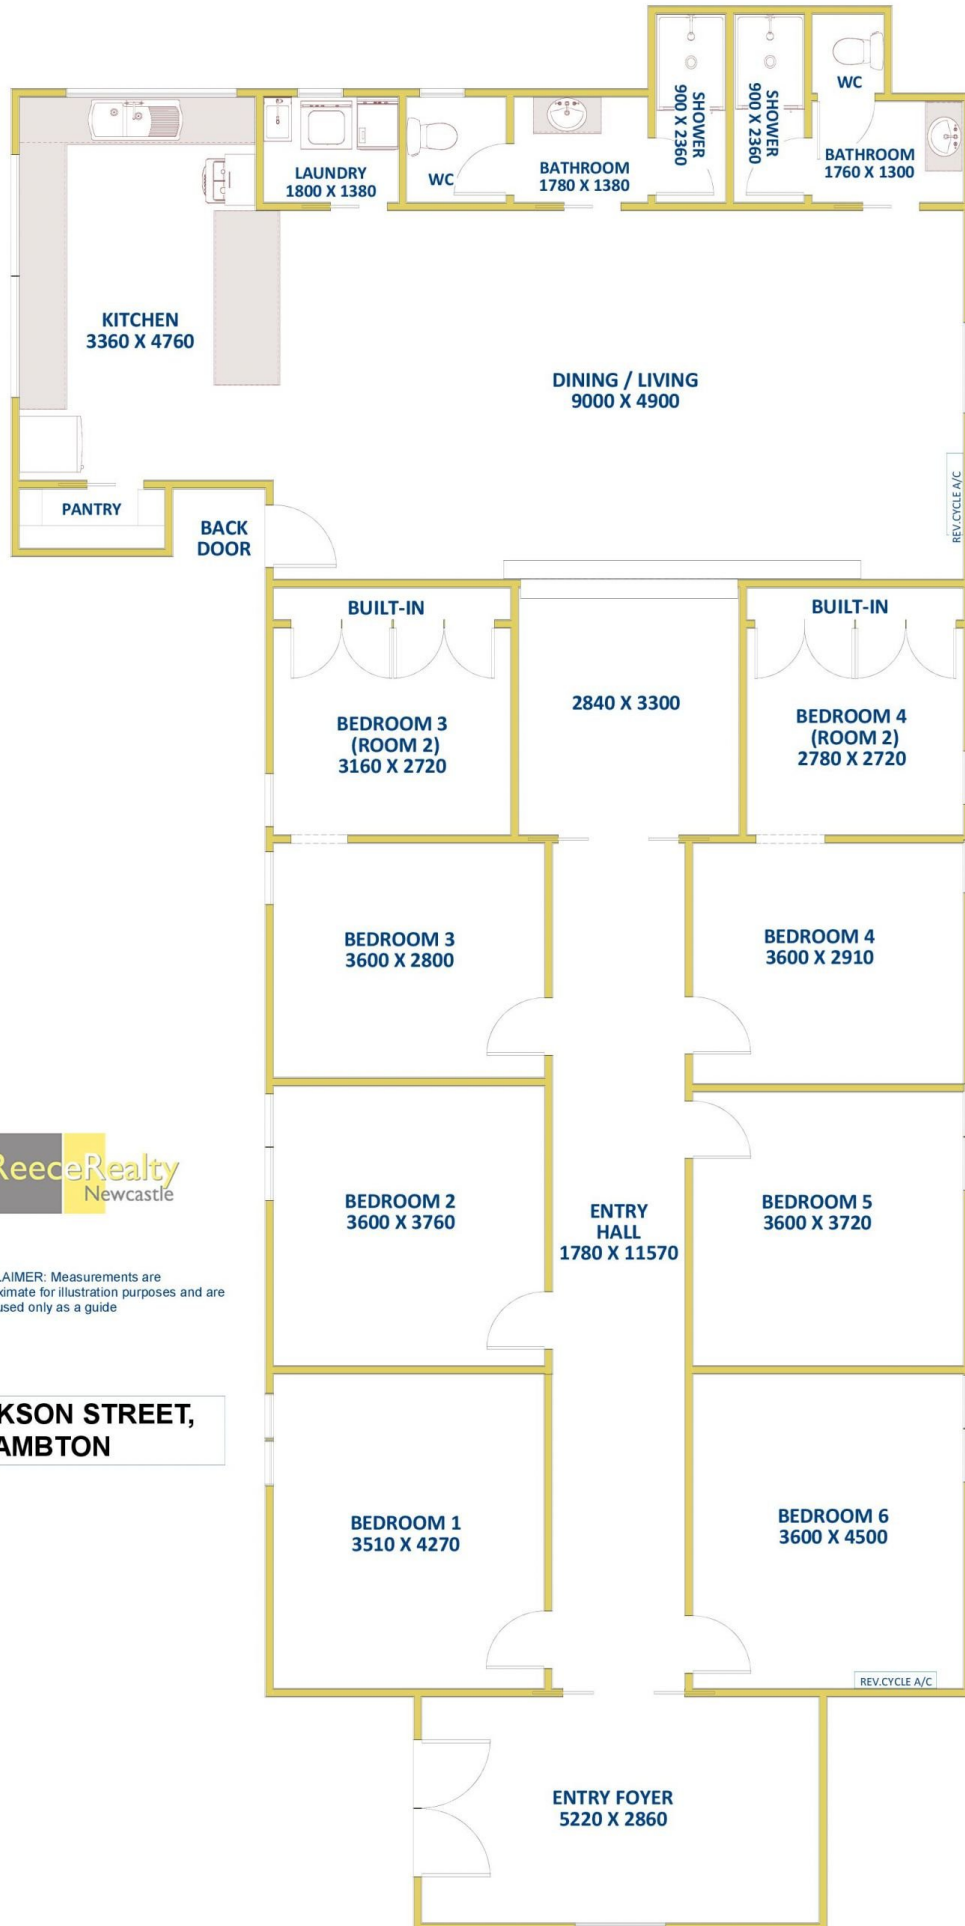 WC
SHOWER
900 X 2360
SHOWER
900 X 2360
LAUNDRY
1800 X 1380
WC
BATHROOM
1780 X 1380
BATHROOM
1760 X 1300
KITCHEN
3360 X 4760
DINING / LIVING
9000 X 4900
REV.CYCLE A/C
PANTRY
BACK
DOOR
BUILT-IN
BUILT-IN
2840 X 3300
BEDROOM 3
(ROOM 2)
3160 X 2720
BEDROOM 4
(ROOM 2)
2780 X 2720
BEDROOM 3
3600 X 2800
BEDROOM 4
3600 X 2910
ReeceRealty
Newcastle
BEDROOM 2
3600 X 3760
ENTRY
HALL
1780 X 11570
BEDROOM 5
3600 X 3720
LAIMER: Measurements are
ximate for illustration purposes and are
used only as a guide
KSON STREET,
AMBTON
BEDROOM 1
3510 X 4270
BEDROOM 6
3600 X 4500
REV.CYCLE A/C
ENTRY FOYER
5220 X 2860